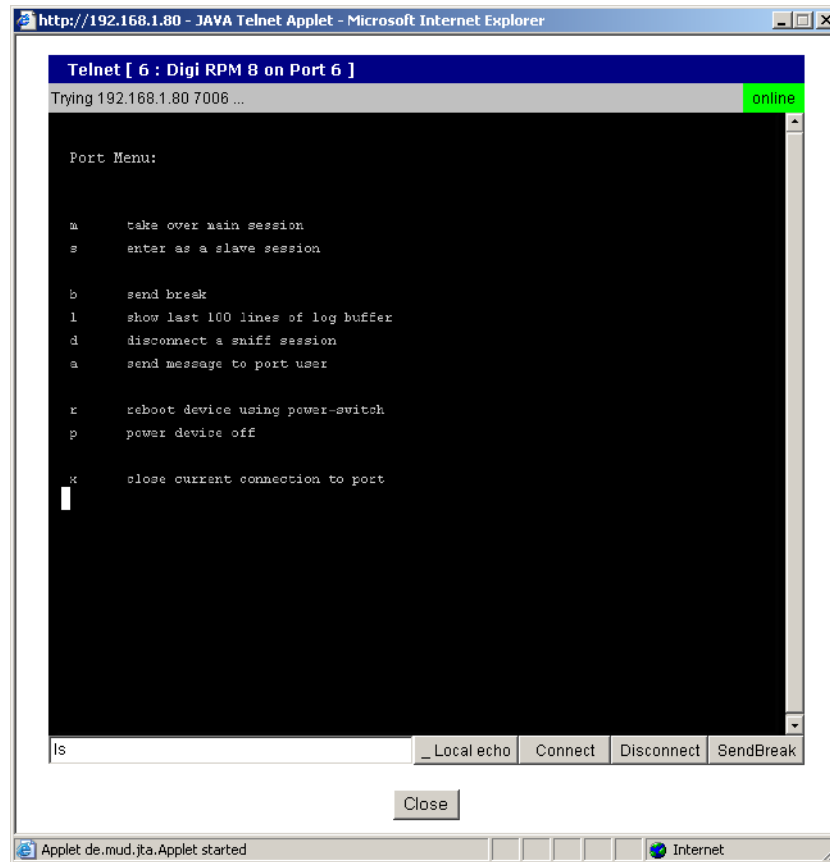 http://192.168.1.80 - JAVA Telnet Applet - Microsoft Internet Explorer
Telnet [ 6 : Digi RPM 8 on Port 6 ]
Trying 192.168.1.80 7006 ... online
Port Menu:
m take over main session
s enter as a slave session
b send break
l show last 100 lines of log buffer
d disconnect a sniff session
a send message to port user
r reboot device using power-switch
p power device off
x close current connection to port
ls _ Local echo Connect Disconnect SendBreak
Close
Applet de.mud.jta.Applet started Internet